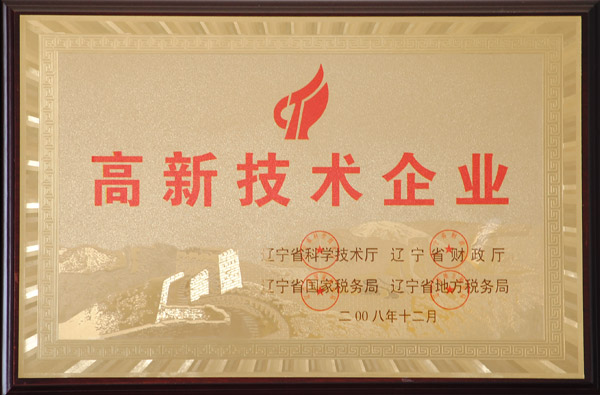 高新技术企业
辽宁省科学技术厅 辽宁省财政厅
辽宁省国家税务局 辽宁省地方税务局
二00八年十二月